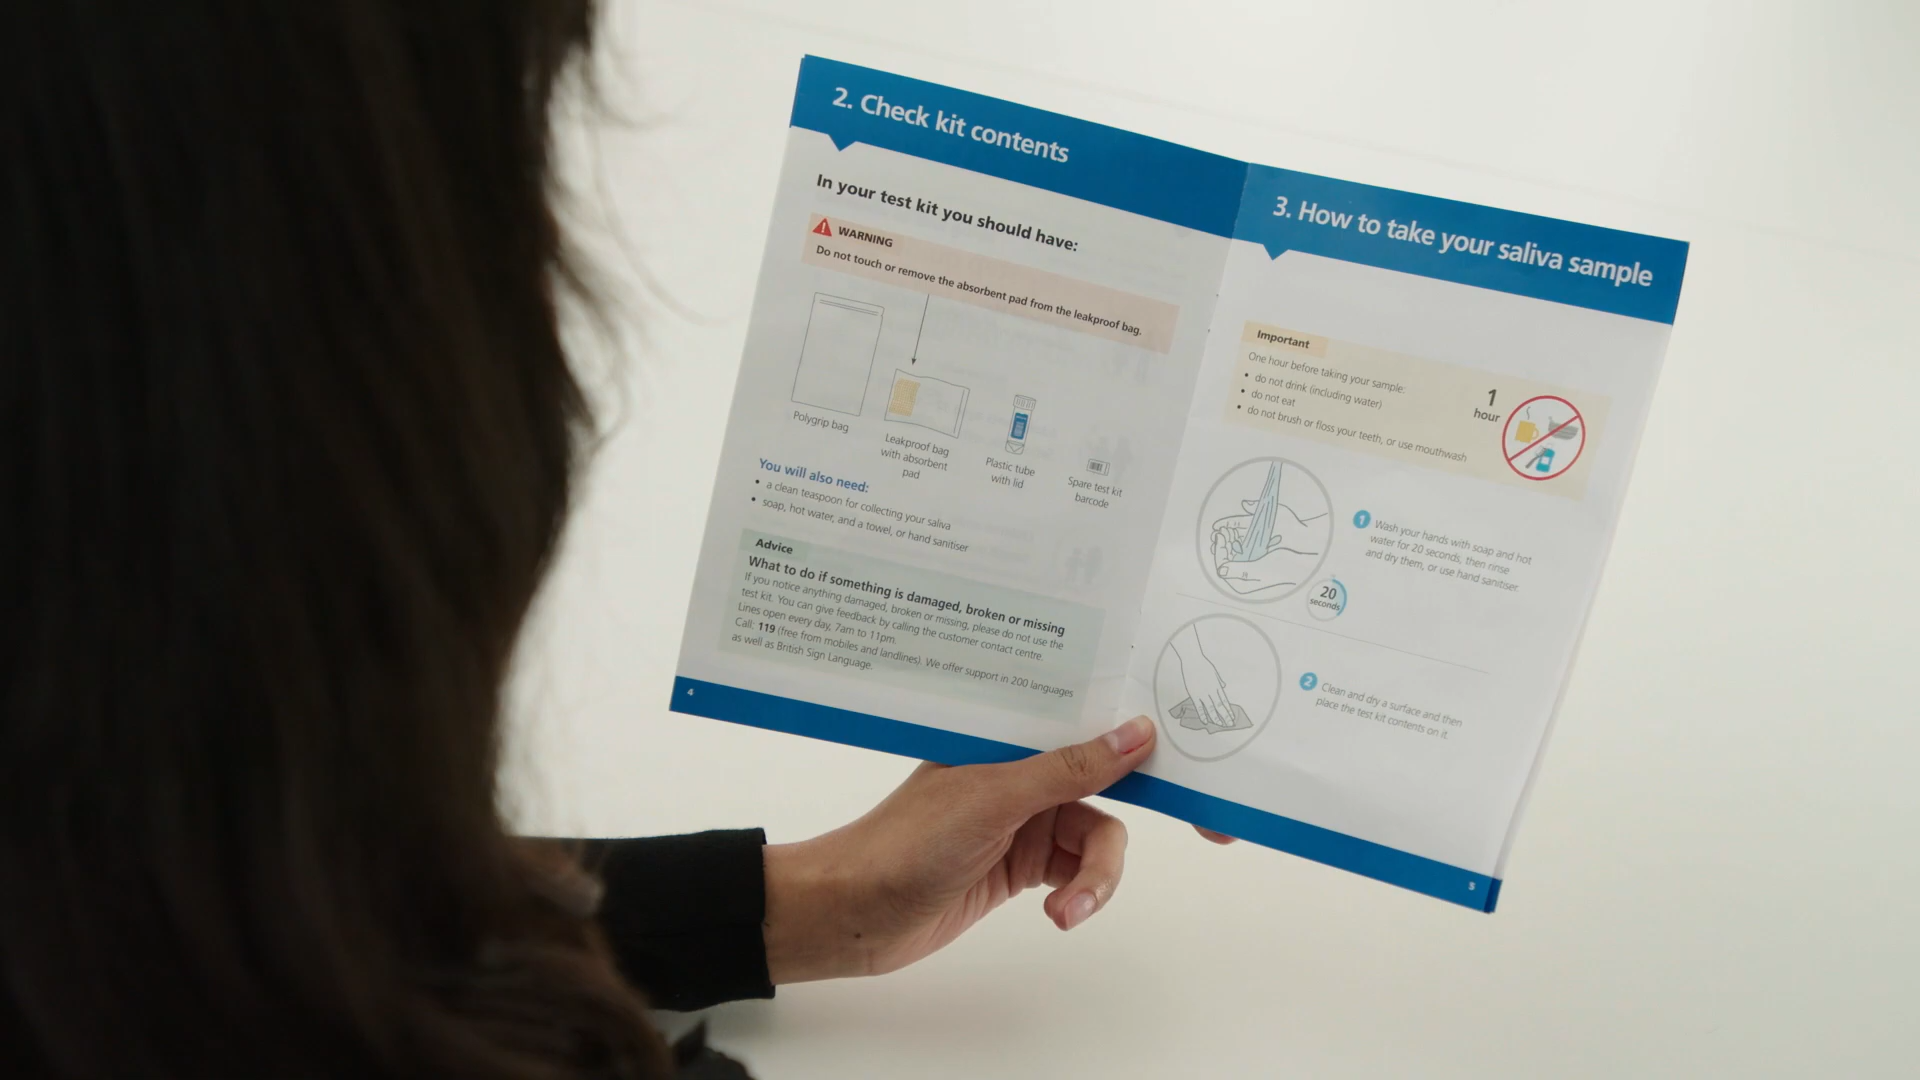 2. Check kit contents
In your test kit you should have:
WARNING
Do not touch or remove the absorbent pad from the leakproof bag.
Polygrip bag
Leakproof bag
with absorbent
pad
Plastic tube
with lid
Spare test kit
barcode
You will also need:
• a clean teaspoon for collecting your saliva
• soap, hot water, and a towel, or hand sanitiser
Advice
What to do if something is damaged, broken or missing
If you notice anything damaged, broken or missing, please do not use the
test kit. You can give feedback by calling the customer contact centre.
Lines open every day, 7am to 11pm.
Call: 119 (free from mobiles and landlines). We offer support in 200 languages
as well as British Sign Language.
4
3. How to take your saliva sample
Important
One hour before taking your sample:
• do not drink (including water)
• do not eat
• do not brush or floss your teeth, or use mouthwash
1
hour
1 Wash your hands with soap and hot
water for 20 seconds, then rinse
and dry them, or use hand sanitiser.
20
seconds
2 Clean and dry a surface and then
place the test kit contents on it.
5